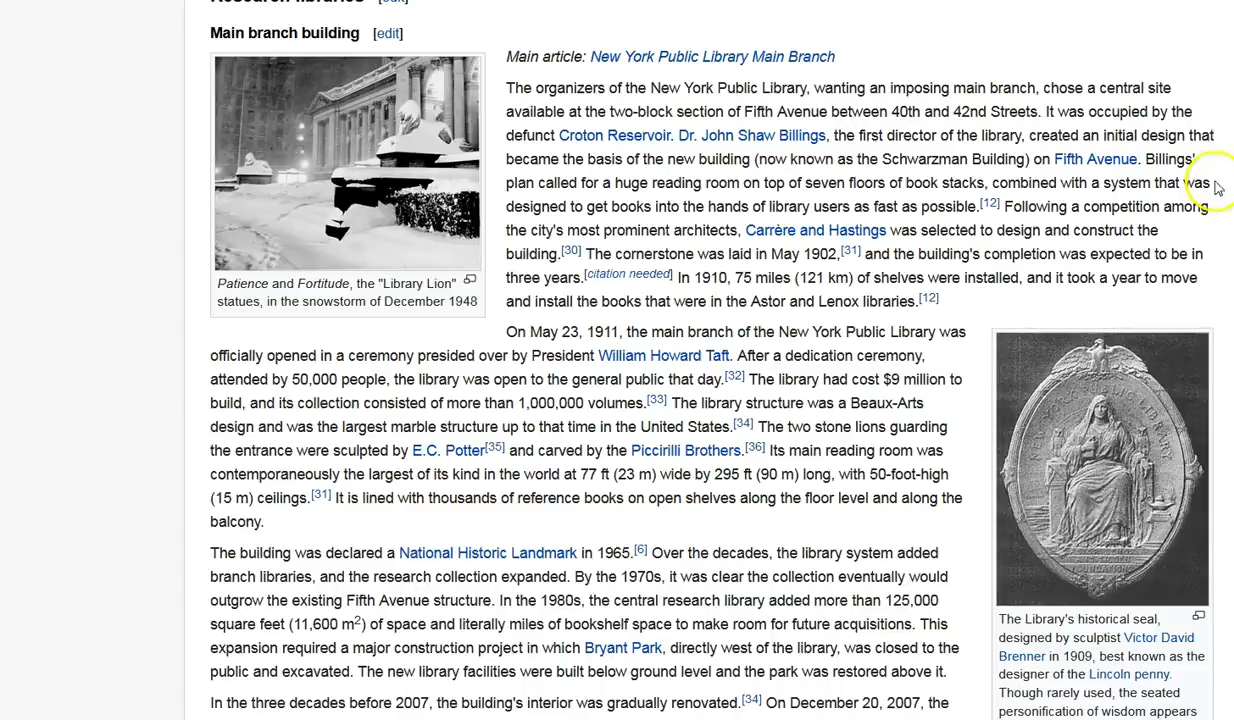 Research libraries [edit]
Main branch building [edit]
Patience and Fortitude, the "Library Lion"
statues, in the snowstorm of December 1948
Main article: New York Public Library Main Branch
The organizers of the New York Public Library, wanting an imposing main branch, chose a central site
available at the two-block section of Fifth Avenue between 40th and 42nd Streets. It was occupied by the
defunct Croton Reservoir. Dr. John Shaw Billings, the first director of the library, created an initial design that
became the basis of the new building (now known as the Schwarzman Building) on Fifth Avenue. Billings'
plan called for a huge reading room on top of seven floors of book stacks, combined with a system that was
designed to get books into the hands of library users as fast as possible.[12] Following a competition among
the city's most prominent architects, Carrère and Hastings was selected to design and construct the
building.[30] The cornerstone was laid in May 1902,[31] and the building's completion was expected to be in
three years.[citation needed] In 1910, 75 miles (121 km) of shelves were installed, and it took a year to move
and install the books that were in the Astor and Lenox libraries.[12]
On May 23, 1911, the main branch of the New York Public Library was
officially opened in a ceremony presided over by President William Howard Taft. After a dedication ceremony,
attended by 50,000 people, the library was open to the general public that day.[32] The library had cost $9 million to
build, and its collection consisted of more than 1,000,000 volumes.[33] The library structure was a Beaux-Arts
design and was the largest marble structure up to that time in the United States.[34] The two stone lions guarding
the entrance were sculpted by E.C. Potter[35] and carved by the Piccirilli Brothers.[36] Its main reading room was
contemporaneously the largest of its kind in the world at 77 ft (23 m) wide by 295 ft (90 m) long, with 50-foot-high
(15 m) ceilings.[31] It is lined with thousands of reference books on open shelves along the floor level and along the
balcony.
The building was declared a National Historic Landmark in 1965.[6] Over the decades, the library system added
branch libraries, and the research collection expanded. By the 1970s, it was clear the collection eventually would
outgrow the existing Fifth Avenue structure. In the 1980s, the central research library added more than 125,000
square feet (11,600 m2) of space and literally miles of bookshelf space to make room for future acquisitions. This
expansion required a major construction project in which Bryant Park, directly west of the library, was closed to the
public and excavated. The new library facilities were built below ground level and the park was restored above it.
In the three decades before 2007, the building's interior was gradually renovated.[34] On December 20, 2007, the
The Library's historical seal,
designed by sculptist Victor David
Brenner in 1909, best known as the
designer of the Lincoln penny.
Though rarely used, the seated
personification of wisdom appears